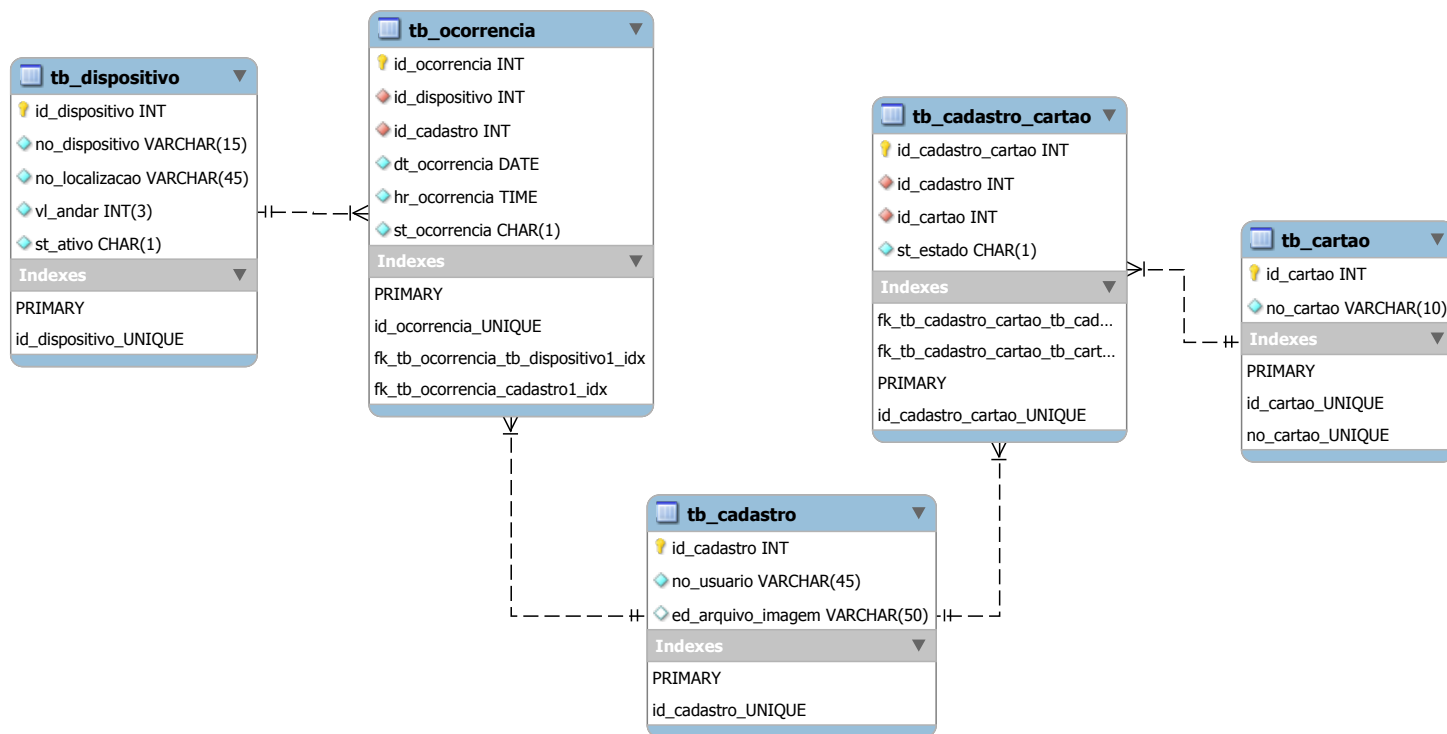 tb_dispositivo
id_dispositivo INT
no_dispositivo VARCHAR(15)
no_localizacao VARCHAR(45)
vl_andar INT(3)
st_ativo CHAR(1)
Indexes
PRIMARY
id_dispositivo_UNIQUE
tb_ocorrencia
id_ocorrencia INT
id_dispositivo INT
id_cadastro INT
dt_ocorrencia DATE
hr_ocorrencia TIME
st_ocorrencia CHAR(1)
Indexes
PRIMARY
id_ocorrencia_UNIQUE
fk_tb_ocorrencia_tb_dispositivo1_idx
fk_tb_ocorrencia_cadastro1_idx
tb_cadastro_cartao
id_cadastro_cartao INT
id_cadastro INT
id_cartao INT
st_estado CHAR(1)
Indexes
fk_tb_cadastro_cartao_tb_cad...
fk_tb_cadastro_cartao_tb_cart...
PRIMARY
id_cadastro_cartao_UNIQUE
tb_cartao
id_cartao INT
no_cartao VARCHAR(10)
Indexes
PRIMARY
id_cartao_UNIQUE
no_cartao_UNIQUE
tb_cadastro
id_cadastro INT
no_usuario VARCHAR(45)
ed_arquivo_imagem VARCHAR(50)
Indexes
PRIMARY
id_cadastro_UNIQUE